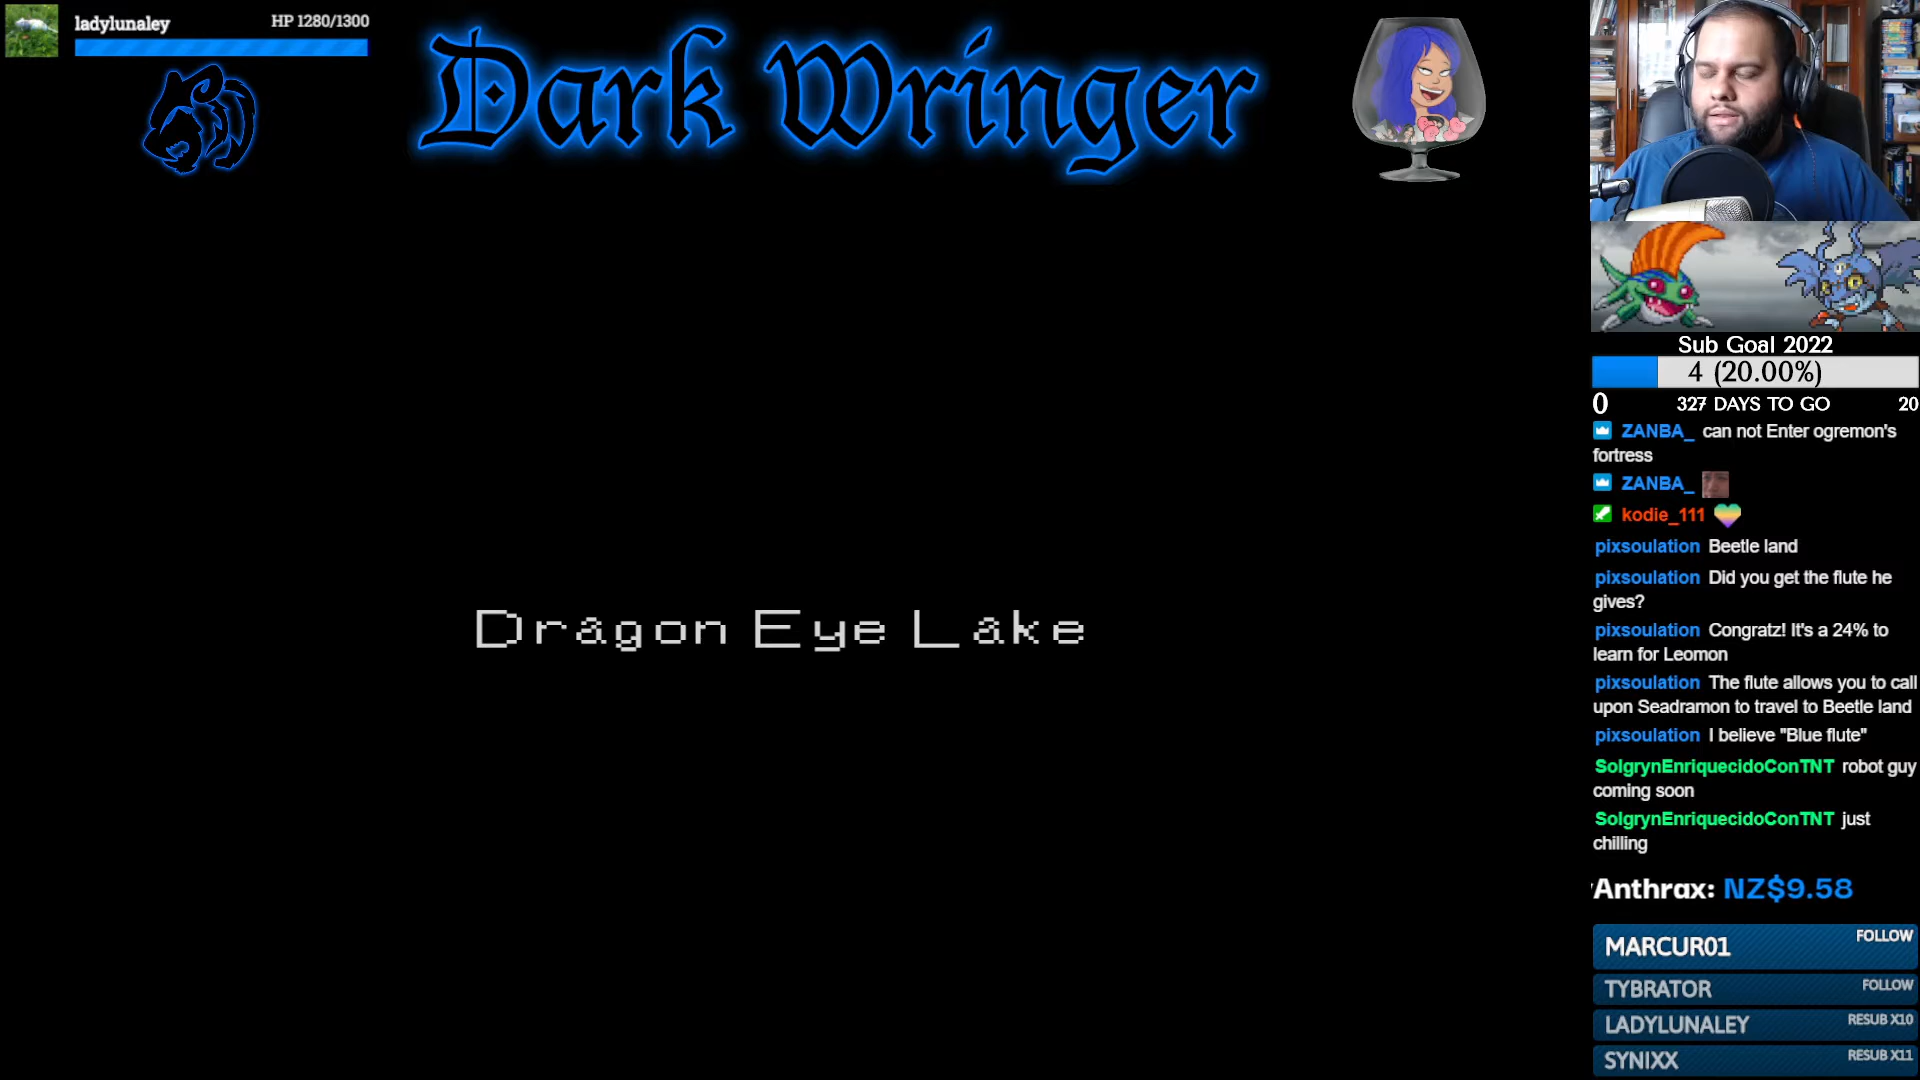 ladylunaley
HP 1280/1300
Dark Wringer
Dragon Eye Lake
Sub Goal 2022
4 (20.00%)
0
327 DAYS TO GO
20
ZANBA_ can not Enter ogremon's
fortress
ZANBA_
kodie_111
pixsoulation Beetle land
pixsoulation Did you get the flute he
gives?
pixsoulation Congratz! It's a 24% to
learn for Leomon
pixsoulation The flute allows you to call
upon Seadramon to travel to Beetle land
pixsoulation I believe "Blue flute"
SolgrynEnriquecidoConTNT robot guy
coming soon
SolgrynEnriquecidoConTNT just
chilling
Anthrax: NZ$9.58
MARCUR01 FOLLOW
TYBRATOR FOLLOW
LADYLUNALEY RESUB X10
SYNIXX RESUB X11